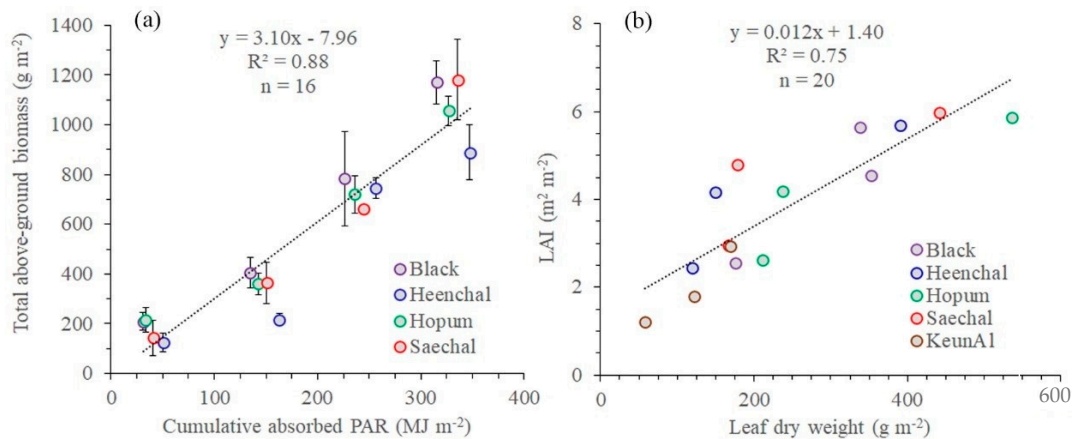 (a)
y = 3.10x - 7.96
R² = 0.88
n = 16
Total above-ground biomass (g m⁻²)
1400
1200
1000
800
600
400
200
0
Black
Heenchal
Hopum
Saechal
0 100 200 300 400
Cumulative absorbed PAR (MJ m⁻²)
(b)
y = 0.012x + 1.40
R² = 0.75
n = 20
LAI (m² m⁻²)
8
6
4
2
0
Black
Heenchal
Hopum
Saechal
KeunA1
0 200 400 600
Leaf dry weight (g m⁻²)